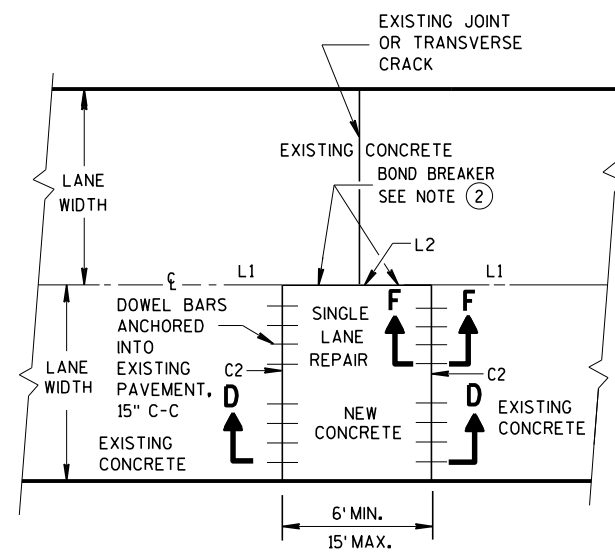 EXISTING JOINT
OR TRANSVERSE
CRACK
EXISTING CONCRETE
BOND BREAKER
SEE NOTE 2
LANE
WIDTH
L2
L1
℄
L1
DOWEL BARS
ANCHORED
INTO
EXISTING
PAVEMENT,
15" C-C
SINGLE
LANE
REPAIR
F
F
LANE
WIDTH
C2
C2
D
D
NEW
CONCRETE
EXISTING
CONCRETE
EXISTING
CONCRETE
6' MIN.
15' MAX.